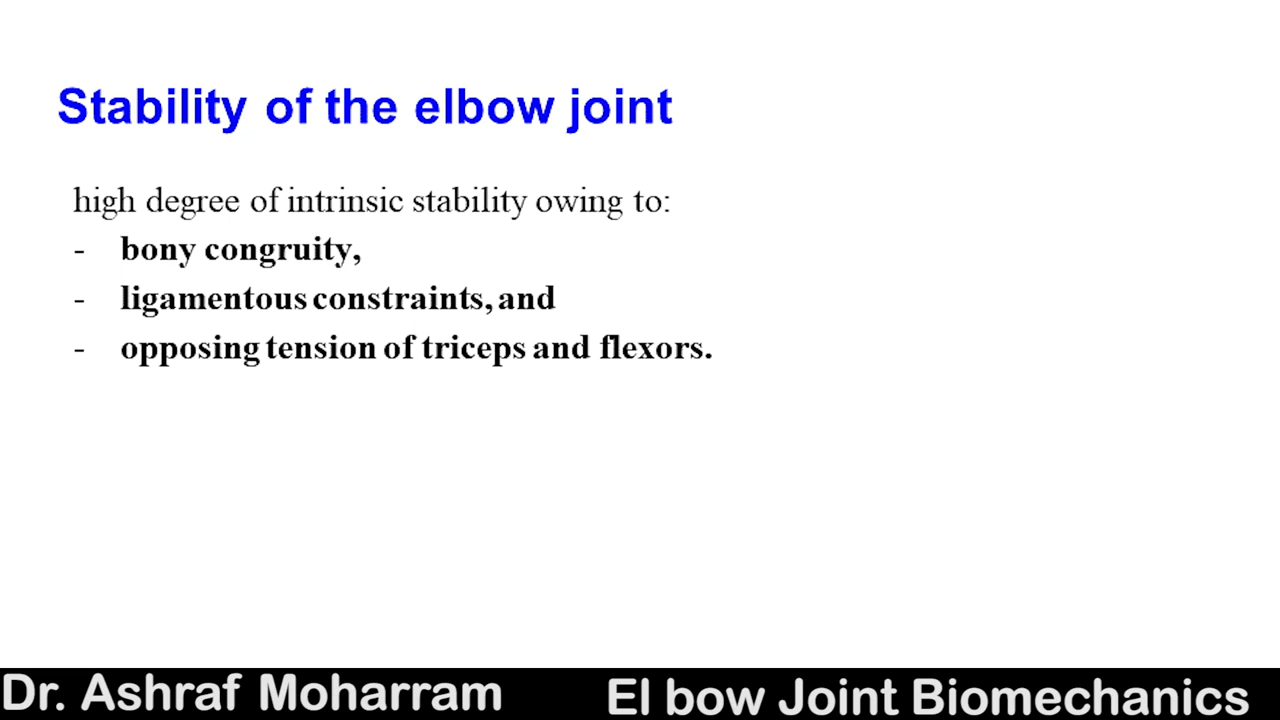 Stability of the elbow joint
high degree of intrinsic stability owing to:
- bony congruity,
- ligamentous constraints, and
- opposing tension of triceps and flexors.
Dr. Ashraf Moharram
El bow Joint Biomechanics